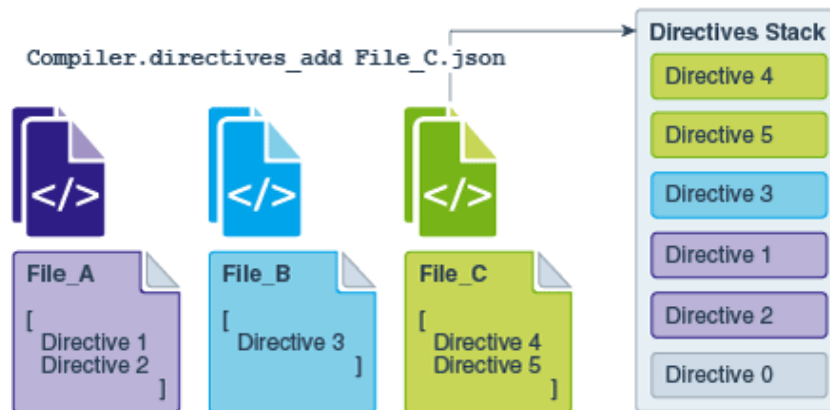 Compiler.directives_add File_C.json
</>
</>
</>
File_A
[
Directive 1
Directive 2
]
File_B
[
Directive 3
]
File_C
[
Directive 4
Directive 5
]
Directives Stack
Directive 4
Directive 5
Directive 3
Directive 1
Directive 2
Directive 0